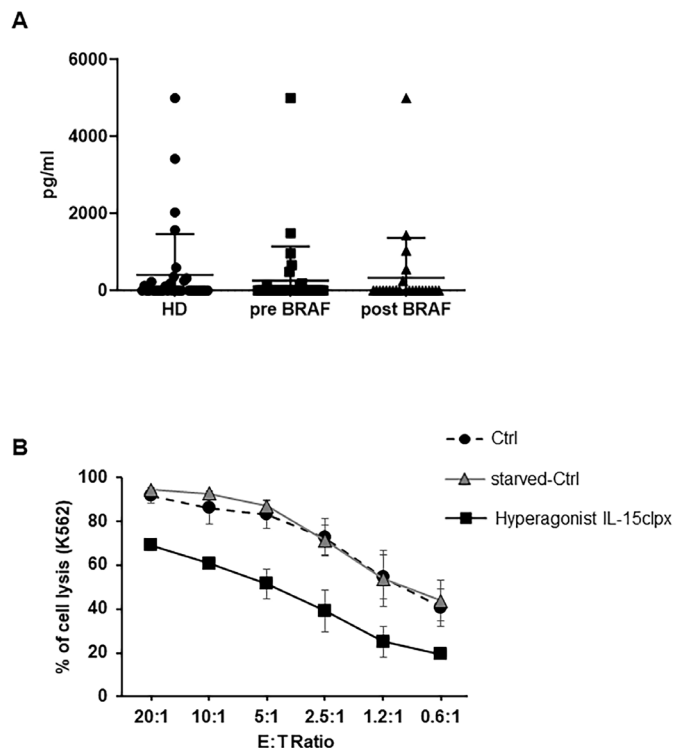 A
6000
4000
2000
0
pg/ml
HD
pre BRAF
post BRAF
B
Ctrl
starved-Ctrl
Hyperagonist IL-15clpx
100
80
60
40
20
0
% of cell lysis (K562)
20:1 10:1 5:1 2.5:1 1.2:1 0.6:1
E:T Ratio